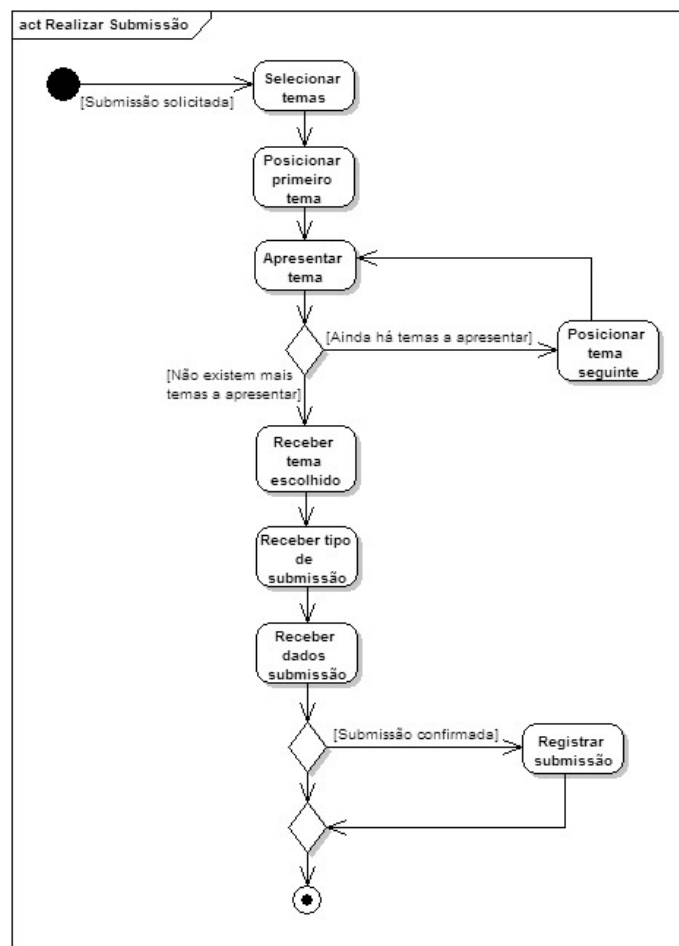 act Realizar Submissão
[Submissão solicitada]
Selecionar
temas
Posicionar
primeiro
tema
Apresentar
tema
[Ainda há temas a apresentar]
Posicionar
tema
seguinte
[Não existem mais
temas a apresentar]
Receber
tema
escolhido
Receber tipo
de
submissão
Receber
dados
submissão
[Submissão confirmada]
Registrar
submissão